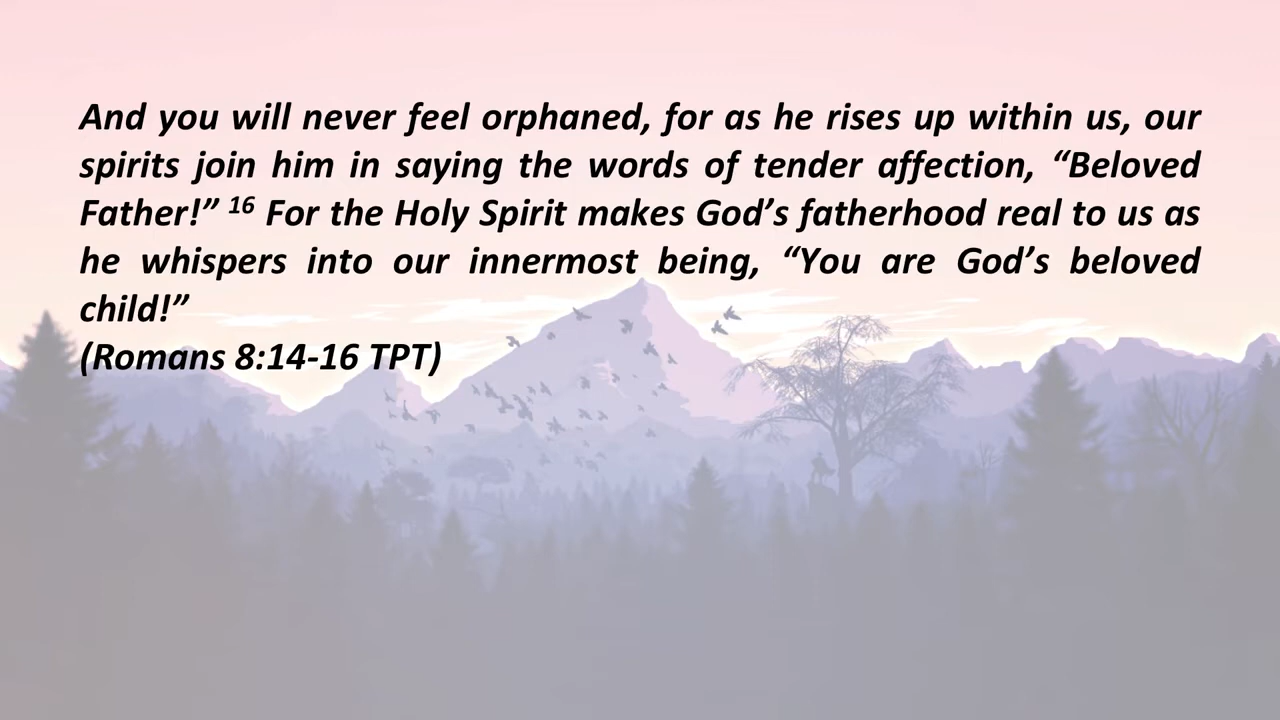 And you will never feel orphaned, for as he rises up within us, our
spirits join him in saying the words of tender affection, “Beloved
Father!” 16 For the Holy Spirit makes God’s fatherhood real to us as
he whispers into our innermost being, “You are God’s beloved
child!”
(Romans 8:14-16 TPT)